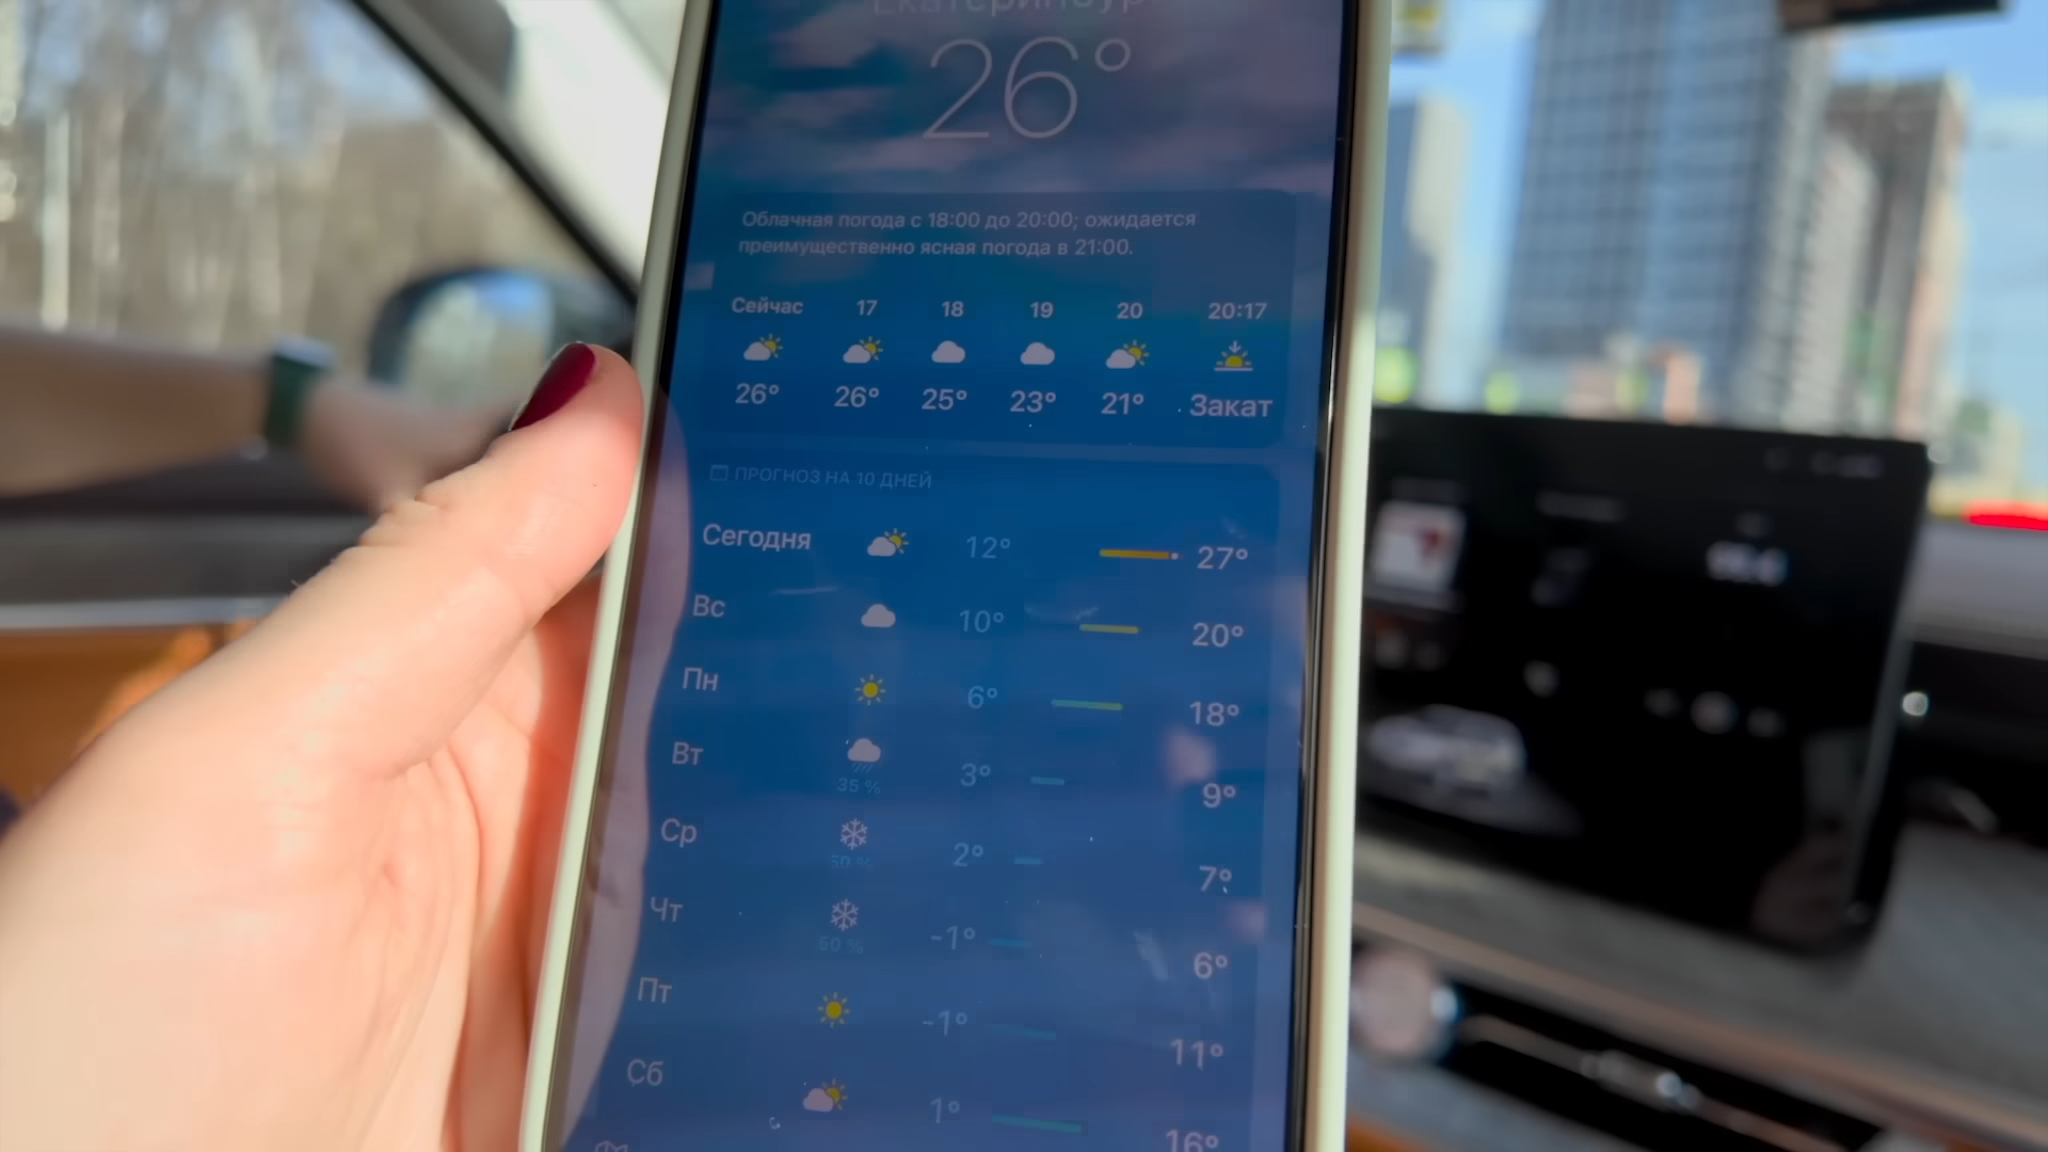 Екатеринбург
26°
Облачная погода с 18:00 до 20:00; ожидается
преимущественно ясная погода в 21:00.
Сейчас 17 18 19 20 20:17
26° 26° 25° 23° 21° Закат
ПРОГНОЗ НА 10 ДНЕЙ
Сегодня 12° 27°
Вс 10° 20°
Пн 6° 18°
Вт 35 % 3° 9°
Ср 50 % 2° 7°
Чт -1° 6°
Пт -1° 11°
Сб 1° 16°